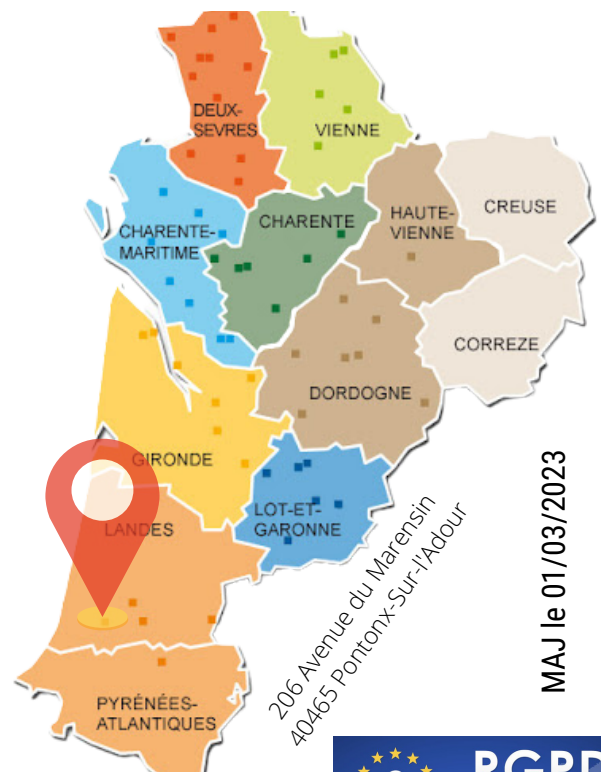 DEUX-
SEVRES
VIENNE
CHARENTE-
MARITIME
CHARENTE
HAUTE-
VIENNE
CREUSE
CORREZE
DORDOGNE
GIRONDE
LANDES
LOT-ET-
GARONNE
PYRÉNÉES-
ATLANTIQUES
206 Avenue du Marensin
40465 Pontonx-Sur-l'Adour
MAJ le 01/03/2023
RGPD